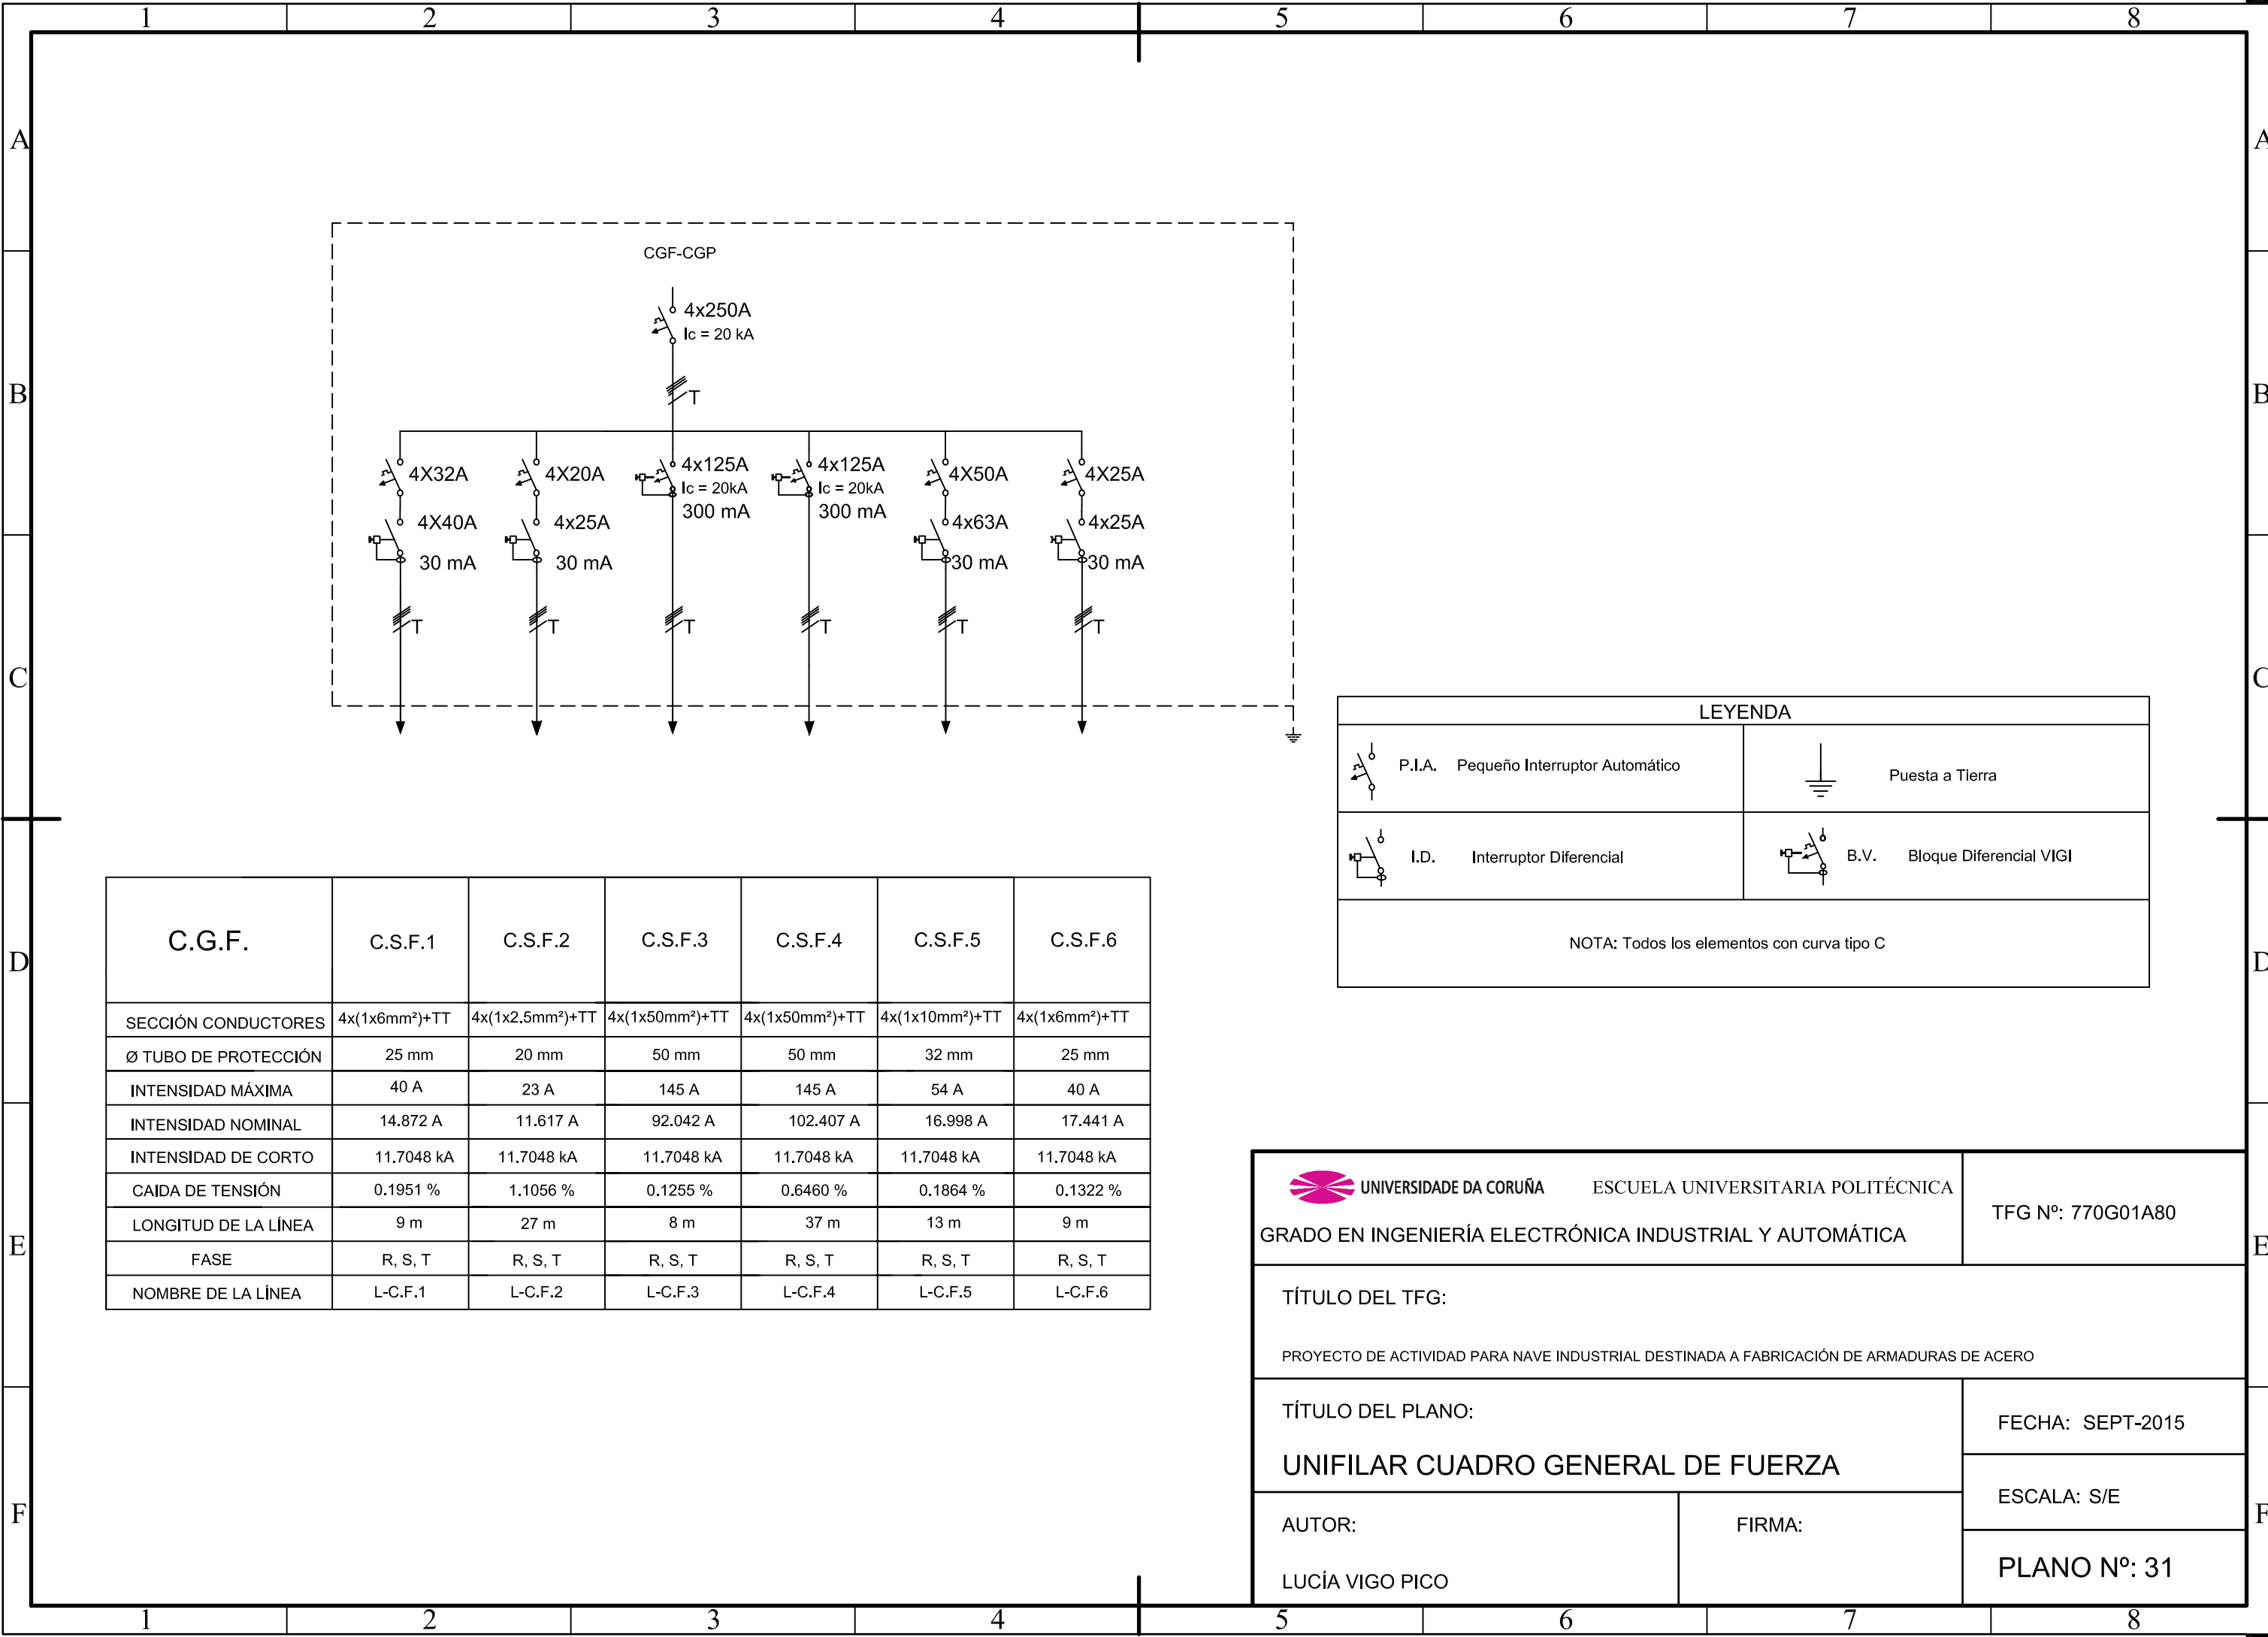 1 2 3 4 5 6 7 8
A A
B B
C C
D D
E E
F F
CGF-CGP
4x250A
Ic = 20 kA
T
4X32A 4X20A 4x125A 4x125A 4X50A 4X25A
Ic = 20kA Ic = 20kA
300 mA 300 mA
4X40A 4x25A 4x63A 4x25A
30 mA 30 mA 30 mA 30 mA
T T T T T T
LEYENDA
P.I.A. Pequeño Interruptor Automático
Puesta a Tierra
I.D. Interruptor Diferencial
B.V. Bloque Diferencial VIGI
NOTA: Todos los elementos con curva tipo C
C.G.F. C.S.F.1 C.S.F.2 C.S.F.3 C.S.F.4 C.S.F.5 C.S.F.6
SECCIÓN CONDUCTORES 4x(1x6mm²)+TT 4x(1x2.5mm²)+TT 4x(1x50mm²)+TT 4x(1x50mm²)+TT 4x(1x10mm²)+TT 4x(1x6mm²)+TT
Ø TUBO DE PROTECCIÓN 25 mm 20 mm 50 mm 50 mm 32 mm 25 mm
INTENSIDAD MÁXIMA 40 A 23 A 145 A 145 A 54 A 40 A
INTENSIDAD NOMINAL 14.872 A 11.617 A 92.042 A 102.407 A 16.998 A 17.441 A
INTENSIDAD DE CORTO 11.7048 kA 11.7048 kA 11.7048 kA 11.7048 kA 11.7048 kA 11.7048 kA
CAIDA DE TENSIÓN 0.1951 % 1.1056 % 0.1255 % 0.6460 % 0.1864 % 0.1322 %
LONGITUD DE LA LÍNEA 9 m 27 m 8 m 37 m 13 m 9 m
FASE R, S, T R, S, T R, S, T R, S, T R, S, T R, S, T
NOMBRE DE LA LÍNEA L-C.F.1 L-C.F.2 L-C.F.3 L-C.F.4 L-C.F.5 L-C.F.6
UNIVERSIDADE DA CORUÑA ESCUELA UNIVERSITARIA POLITÉCNICA
GRADO EN INGENIERÍA ELECTRÓNICA INDUSTRIAL Y AUTOMÁTICA
TFG Nº: 770G01A80
TÍTULO DEL TFG:
PROYECTO DE ACTIVIDAD PARA NAVE INDUSTRIAL DESTINADA A FABRICACIÓN DE ARMADURAS DE ACERO
TÍTULO DEL PLANO:
UNIFILAR CUADRO GENERAL DE FUERZA
FECHA: SEPT-2015
ESCALA: S/E
AUTOR:
LUCÍA VIGO PICO
FIRMA:
PLANO Nº: 31
1 2 3 4 5 6 7 8